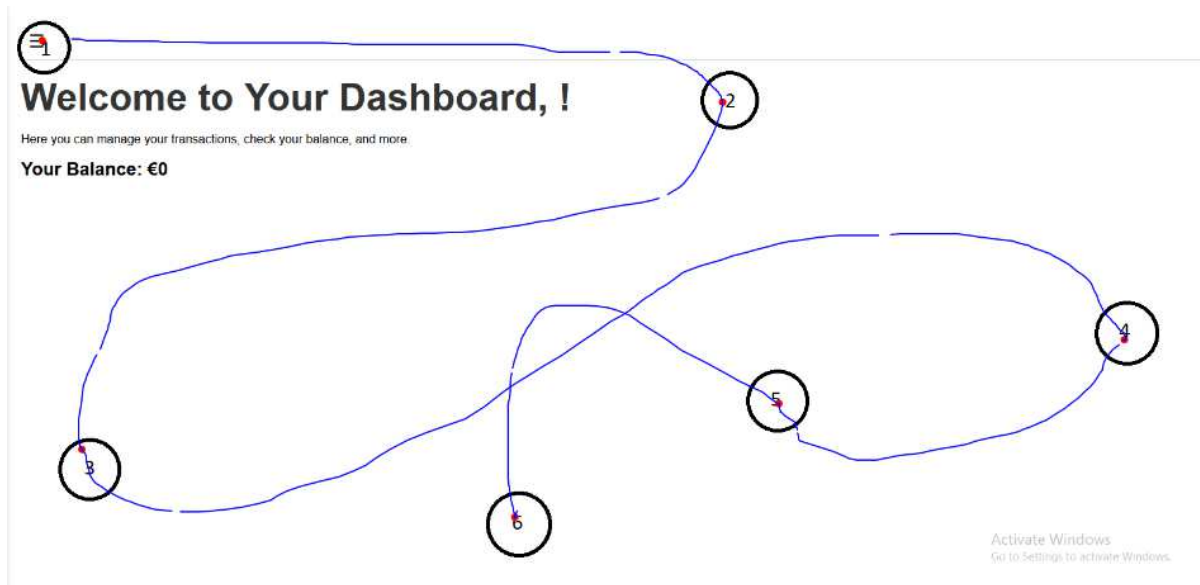 1
Welcome to Your Dashboard, !
2
Here you can manage your transactions, check your balance, and more.
Your Balance: €0
4
5
3
6
Activate Windows
Go to Settings to activate Windows.